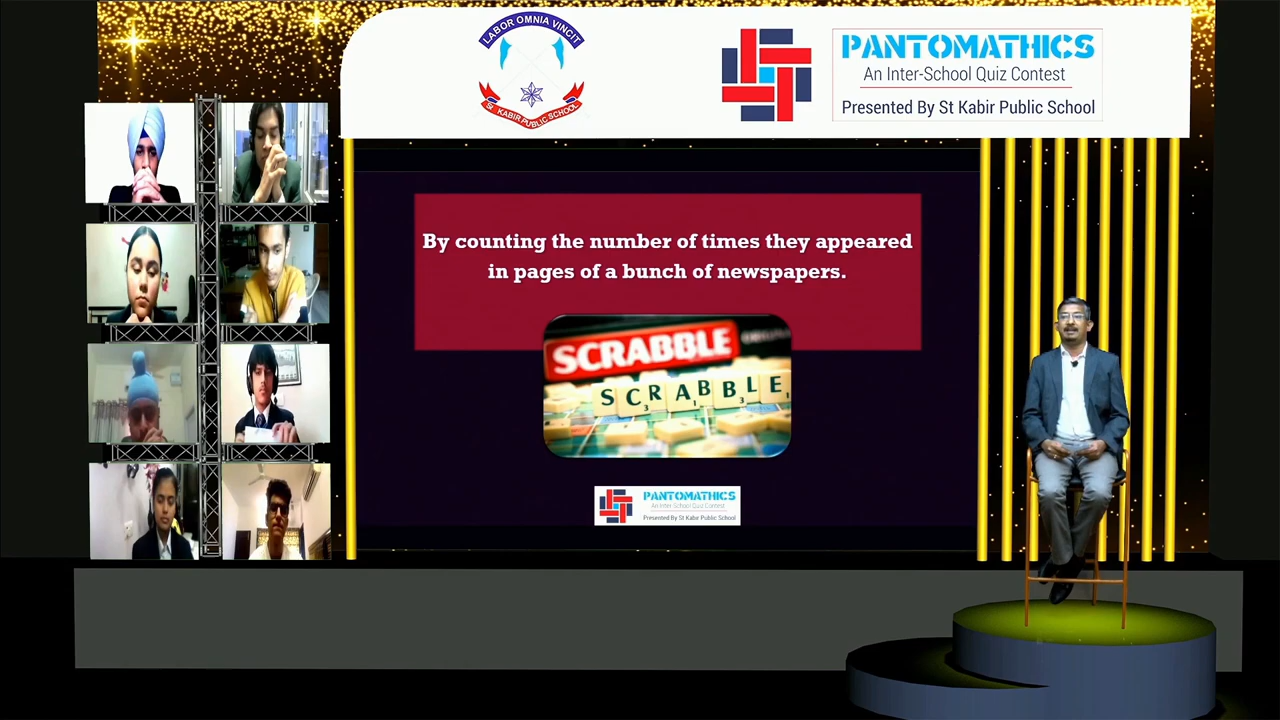 LABOR OMNIA VINCIT
ST KABIR PUBLIC SCHOOL
PANTOMATHICS
An Inter-School Quiz Contest
Presented By St Kabir Public School
By counting the number of times they appeared
in pages of a bunch of newspapers.
SCRABBLE
SCRABBLE
PANTOMATHICS
An Inter-School Quiz Contest
Presented By St Kabir Public School